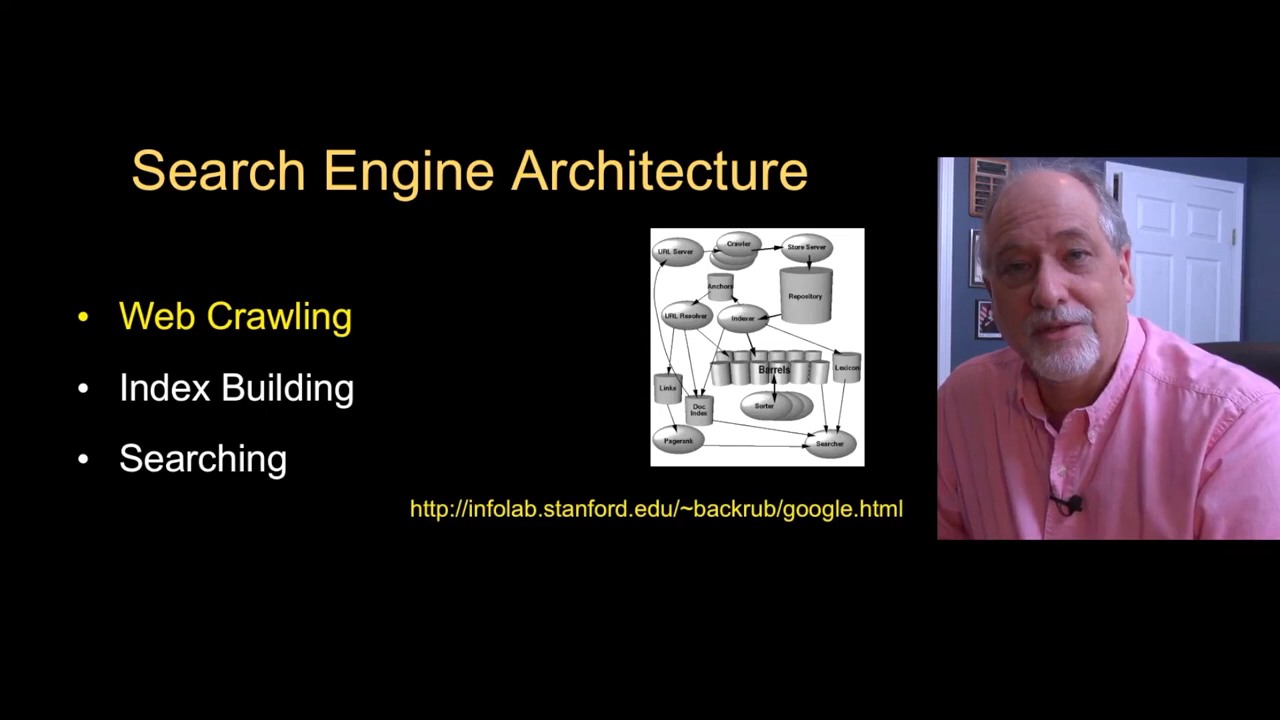 Search Engine Architecture
• Web Crawling
• Index Building
• Searching
URL Server
Crawler
Store Server
Anchors
Repository
URL Resolver
Indexer
Barrels
Lexicon
Links
Doc
Index
Sorter
Pagerank
Searcher
http://infolab.stanford.edu/~backrub/google.html